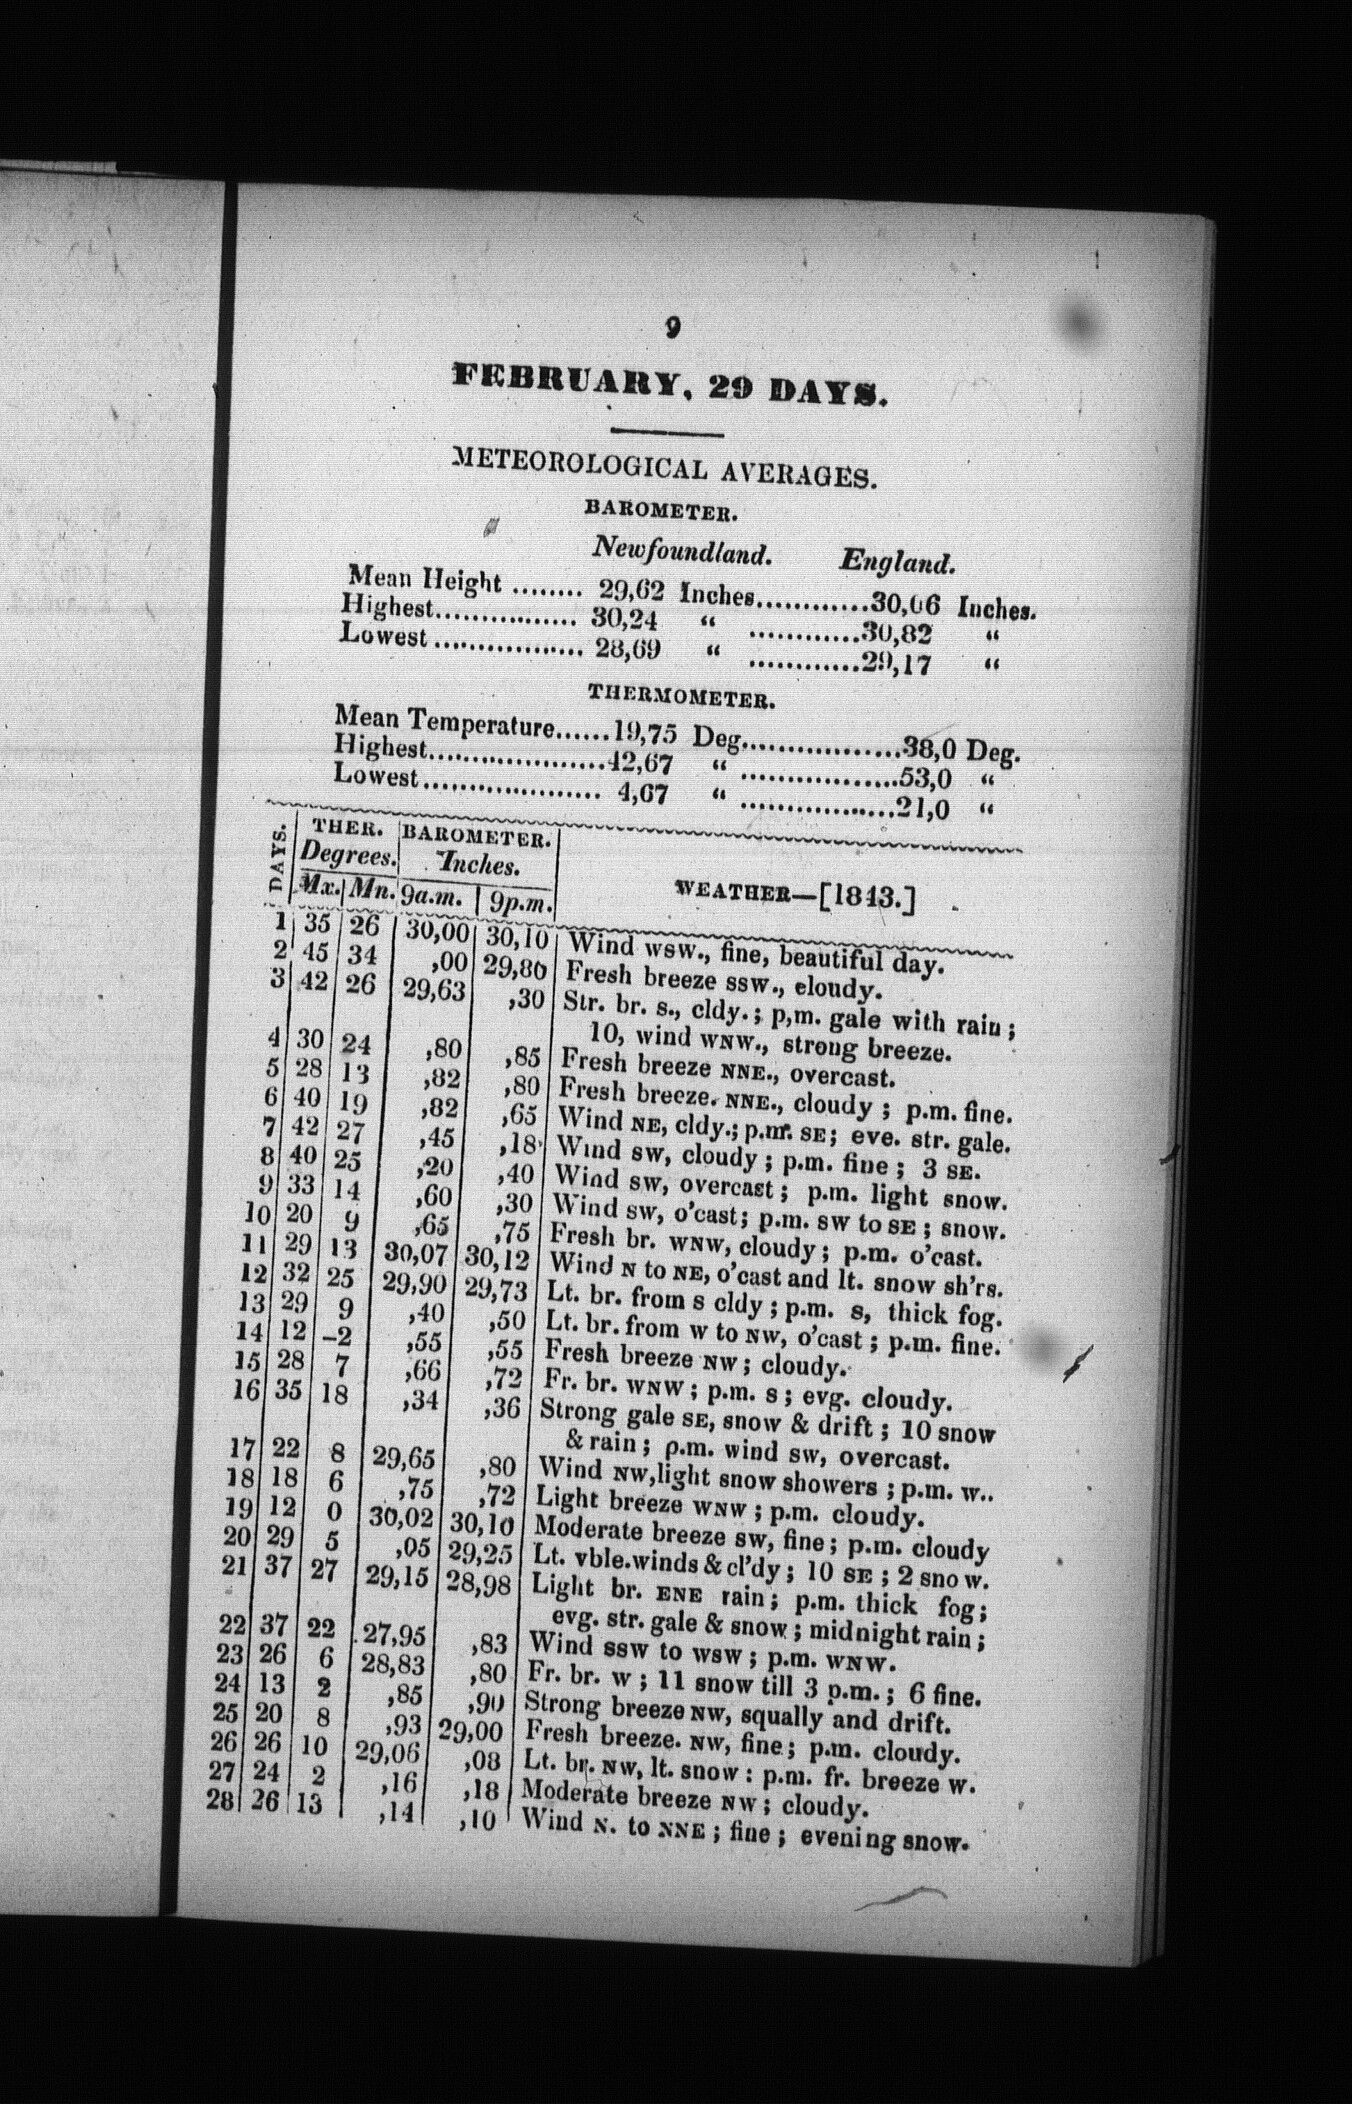 9
FEBRUARY, 29 DAYS.
METEOROLOGICAL AVERAGES.
BAROMETER.
Newfoundland. England.
Mean Height ........ 29,62 Inches............30,06 Inches.
Highest................ 30,24 “ ............30,82 “
Lowest ................. 28,69 “ ............29,17 “
THERMOMETER.
Mean Temperature......19,75 Deg.................38,0 Deg.
Highest....................42,67 “ .................53,0 “
Lowest .................... 4,67 “ .................21,0 “
DAYS. THER. BAROMETER.
Degrees. Inches. WEATHER—[1843.]
Mx. Mn. 9a.m. 9p.m.
1 35 26 30,00 30,10 Wind wsw., fine, beautiful day.
2 45 34 ,00 29,80 Fresh breeze ssw., cloudy.
3 42 26 29,63 ,30 Str. br. s., cldy.; p,m. gale with rain;
10, wind WNW., strong breeze.
4 30 24 ,80 ,85 Fresh breeze NNE., overcast.
5 28 13 ,82 ,80 Fresh breeze. NNE., cloudy ; p.m. fine.
6 40 19 ,82 ,65 Wind NE, cldy.; p.m. SE; eve. str. gale.
7 42 27 ,45 ,18 Wind sw, cloudy ; p.m. fine ; 3 SE.
8 40 25 ,20 ,40 Wind sw, overcast ; p.m. light snow.
9 33 14 ,60 ,30 Wind sw, o'cast; p.m. sw to SE ; snow.
10 20 9 ,65 ,75 Fresh br. WNW, cloudy ; p.m. o'cast.
11 29 13 30,07 30,12 Wind N to NE, o'cast and lt. snow sh'rs.
12 32 25 29,90 29,73 Lt. br. from s cldy ; p.m. s, thick fog.
13 29 9 ,40 ,50 Lt. br. from w to NW, o'cast ; p.m. fine.
14 12 -2 ,55 ,55 Fresh breeze NW ; cloudy.
15 28 7 ,66 ,72 Fr. br. WNW ; p.m. s ; evg. cloudy.
16 35 18 ,34 ,36 Strong gale SE, snow & drift ; 10 snow
& rain ; p.m. wind sw, overcast.
17 22 8 29,65 ,80 Wind NW, light snow showers ; p.m. w..
18 18 6 ,75 ,72 Light breeze WNW ; p.m. cloudy.
19 12 0 30,02 30,10 Moderate breeze sw, fine ; p.m. cloudy
20 29 5 ,05 29,25 Lt. vble.winds & cl'dy ; 10 SE ; 2 snow.
21 37 27 29,15 28,98 Light br. ENE rain ; p.m. thick fog ;
evg. str. gale & snow ; midnight rain ;
22 37 22 27,95 ,83 Wind ssw to wsw ; p.m. WNW.
23 26 6 28,83 ,80 Fr. br. w ; 11 snow till 3 p.m. ; 6 fine.
24 13 2 ,85 ,90 Strong breeze NW, squally and drift.
25 20 8 ,93 29,00 Fresh breeze. NW, fine ; p.m. cloudy.
26 26 10 29,06 ,08 Lt. br. NW, lt. snow : p.m. fr. breeze w.
27 24 2 ,16 ,18 Moderate breeze NW ; cloudy.
28 26 13 ,14 ,10 Wind N. to NNE ; fine ; evening snow.